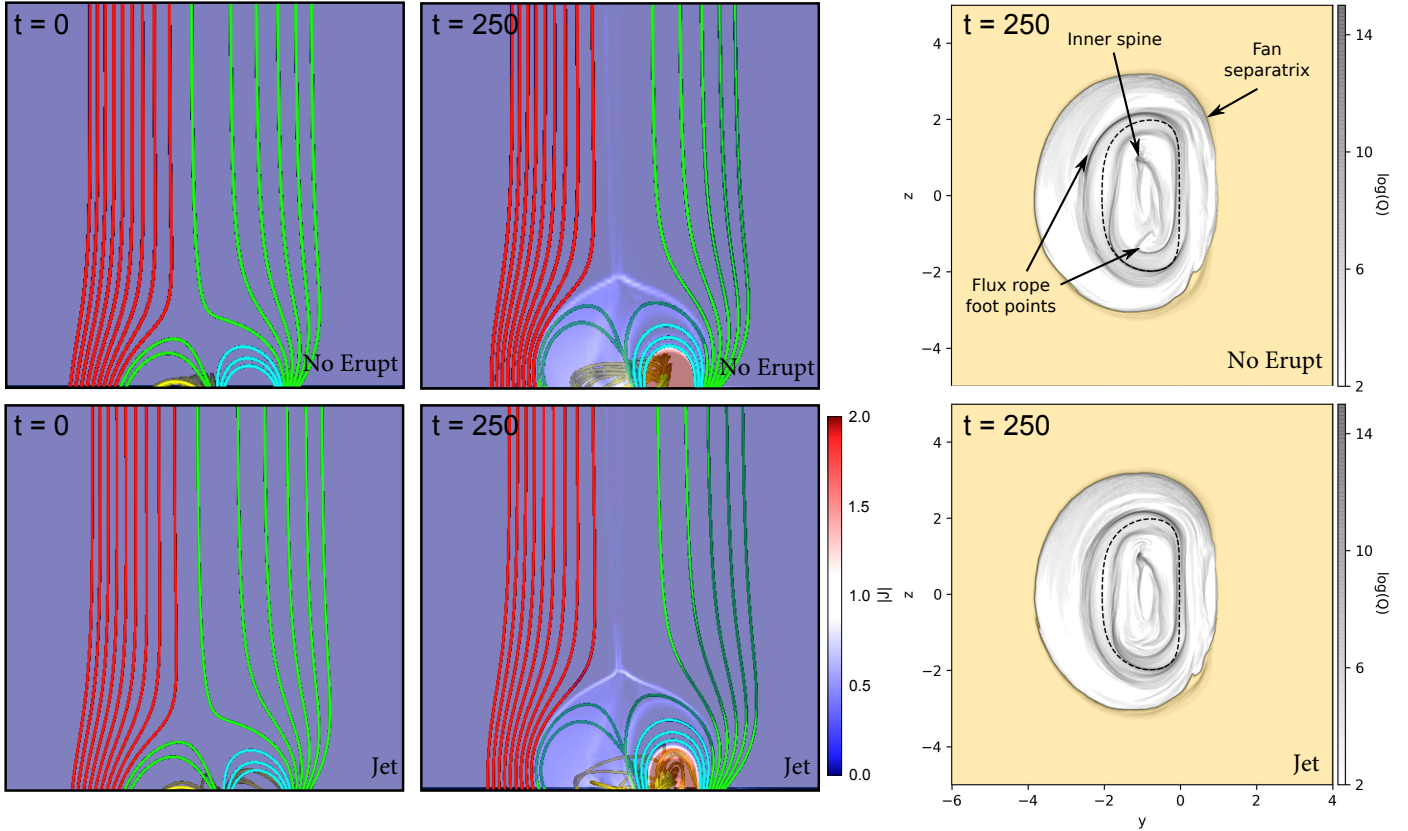 t = 0
No Erupt
t = 250
No Erupt
t = 250
Inner spine
Fan
separatrix
Flux rope
foot points
No Erupt
4
2
0
−2
−4
z
14
10
6
2
log(Q)
t = 0
Jet
t = 250
Jet
2.0
1.5
1.0
0.5
0.0
|J|
t = 250
Jet
4
2
0
−2
−4
z
−6
−4
−2
0
2
4
y
14
10
6
2
log(Q)